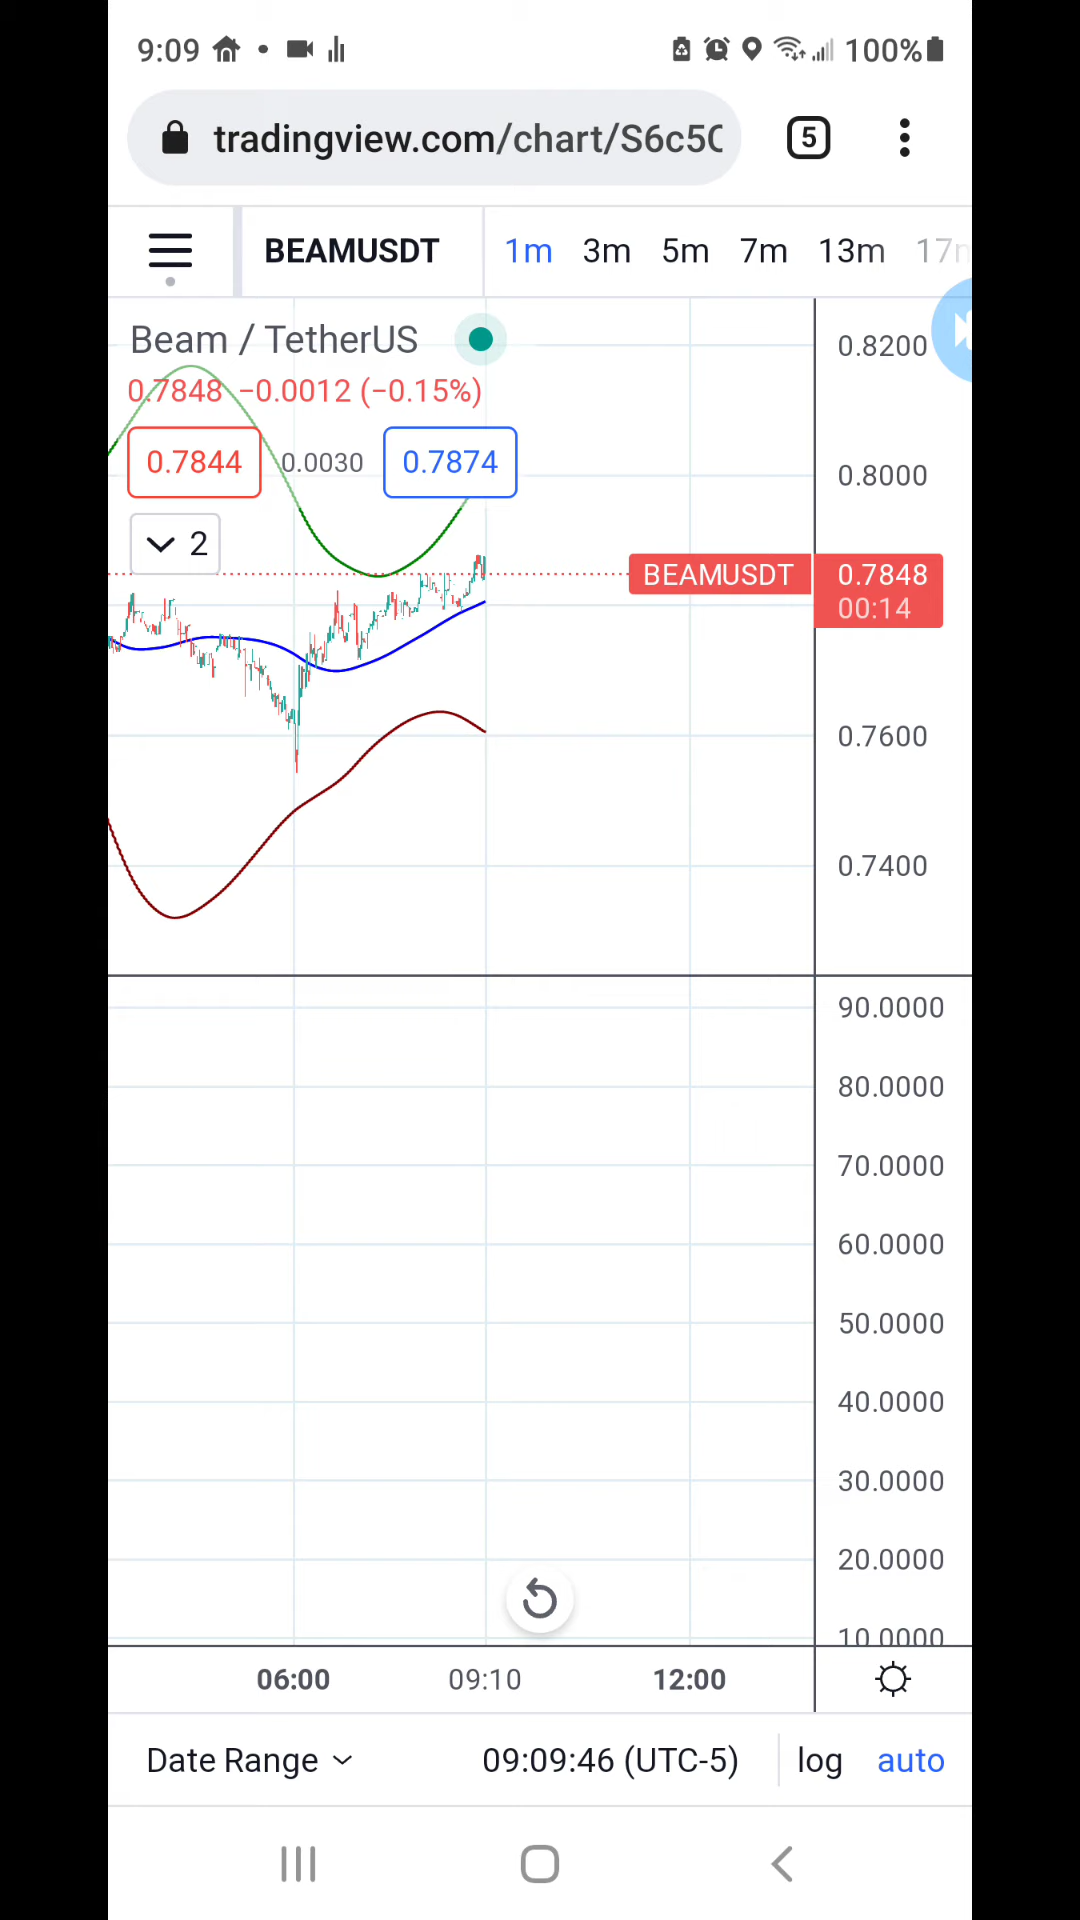 9:09 100%
tradingview.com/chart/S6c5C
5
BEAMUSDT 1m 3m 5m 7m 13m 17m
Beam / TetherUS
0.7848 −0.0012 (−0.15%)
0.7844 0.0030 0.7874
2
0.8200
0.8000
BEAMUSDT 0.7848
00:14
0.7600
0.7400
90.0000
80.0000
70.0000
60.0000
50.0000
40.0000
30.0000
20.0000
10.0000
06:00 09:10 12:00
Date Range 09:09:46 (UTC-5) log auto